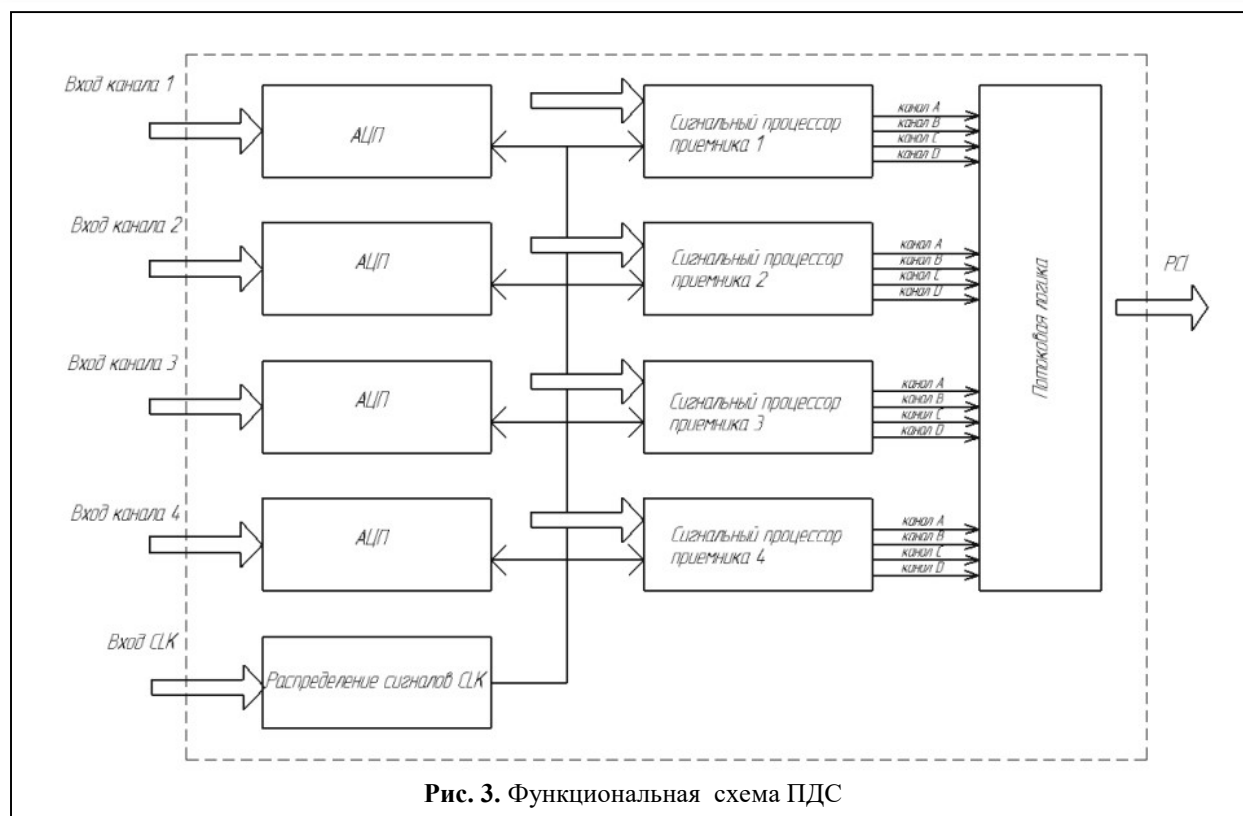 Вход канала 1
АЦП
Сигнальный процессор
приемника 1
канал A
канал B
канал C
канал D
Вход канала 2
АЦП
Сигнальный процессор
приемника 2
канал A
канал B
канал C
канал D
Вход канала 3
АЦП
Сигнальный процессор
приемника 3
канал A
канал B
канал C
канал D
Вход канала 4
АЦП
Сигнальный процессор
приемника 4
канал A
канал B
канал C
канал D
Потоковая логика
PCI
Вход CLK
Распределение сигналов CLK
Рис. 3. Функциональная схема ПДС